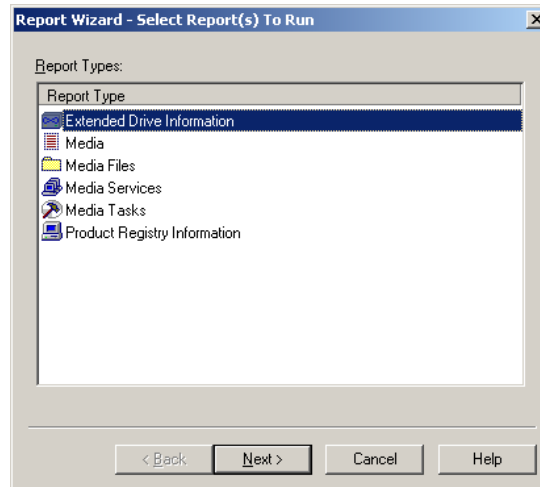 Report Wizard - Select Report(s) To Run
Report Types:
Report Type
Extended Drive Information
Media
Media Files
Media Services
Media Tasks
Product Registry Information
< Back Next > Cancel Help